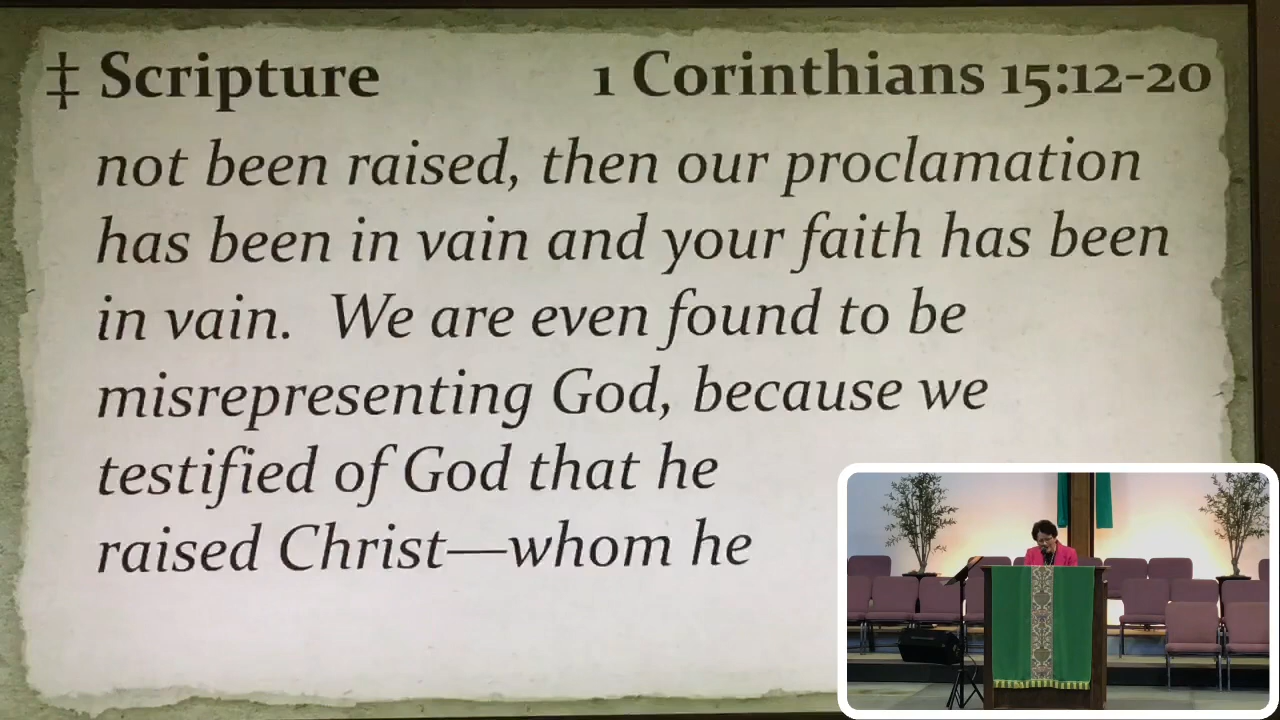 ‡ Scripture 1 Corinthians 15:12-20
not been raised, then our proclamation
has been in vain and your faith has been
in vain. We are even found to be
misrepresenting God, because we
testified of God that he
raised Christ—whom he